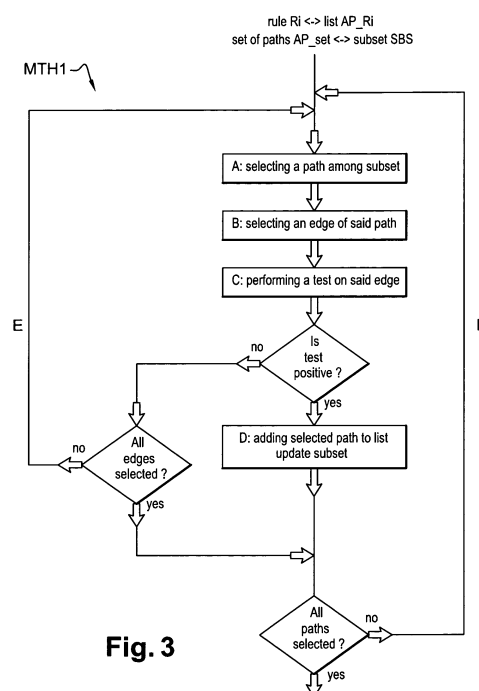 rule Ri <-> list AP_Ri
set of paths AP_set <-> subset SBS
MTH1
A: selecting a path among subset
B: selecting an edge of said path
C: performing a test on said edge
E
Is
test
positive ?
no
yes
D: adding selected path to list
update subset
All
edges
selected ?
no
yes
All
paths
selected ?
no
yes
Fig. 3